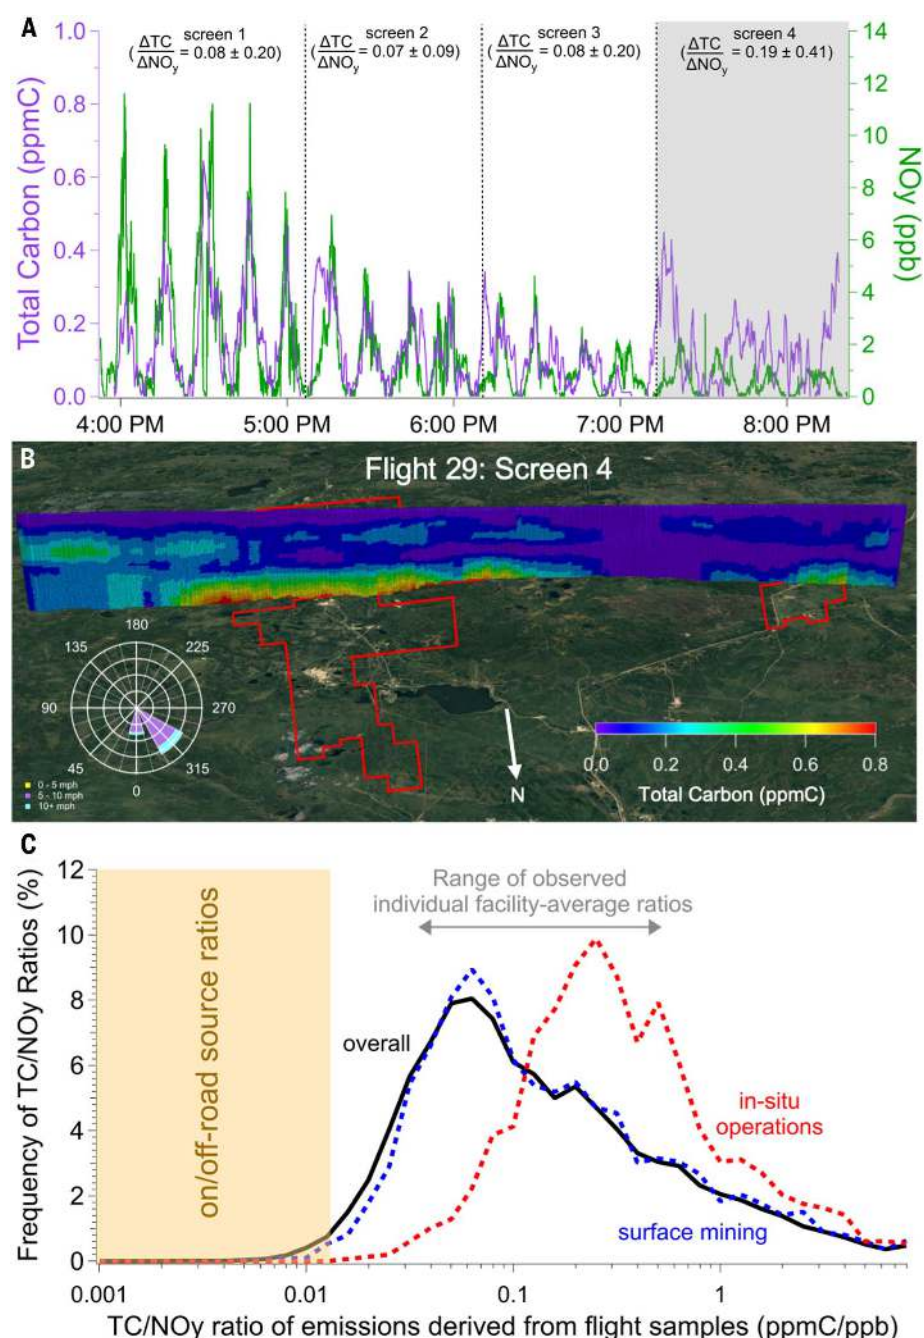 A
screen 1
(ΔTC/ΔNOy = 0.08 ± 0.20)
screen 2
(ΔTC/ΔNOy = 0.07 ± 0.09)
screen 3
(ΔTC/ΔNOy = 0.08 ± 0.20)
screen 4
(ΔTC/ΔNOy = 0.19 ± 0.41)
Total Carbon (ppmC)
1.0
0.8
0.6
0.4
0.2
0.0
NOy (ppb)
14
12
10
8
6
4
2
0
4:00 PM 5:00 PM 6:00 PM 7:00 PM 8:00 PM
B
Flight 29: Screen 4
180
135 225
90 270
45 315
0
0 - 5 mph
5 - 10 mph
10+ mph
N
0 0.2 0.4 0.6 0.8
Total Carbon (ppmC)
C
Frequency of TC/NOy Ratios (%)
12
10
8
6
4
2
0
on/off-road source ratios
Range of observed
individual facility-average ratios
overall
in-situ
operations
surface mining
0.001 0.01 0.1 1
TC/NOy ratio of emissions derived from flight samples (ppmC/ppb)